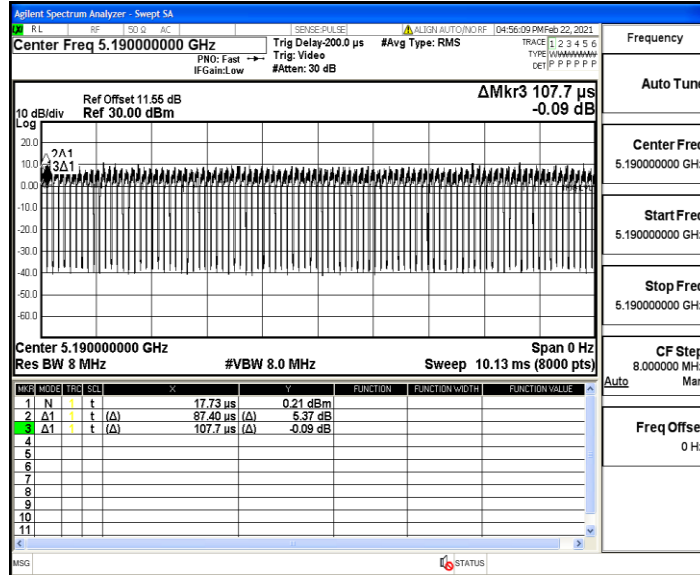 Agilent Spectrum Analyzer - Swept SA
RL RF 50 Ω AC SENSE:PULSE ALIGN AUTO/NO RF 04:56:09 PM Feb 22, 2021
Center Freq 5.190000000 GHz
PNO: Fast
IFGain:Low
Trig Delay-200.0 µs
Trig: Video
#Atten: 30 dB
#Avg Type: RMS
TRACE 1 2 3 4 5 6
TYPE WWWWWW
DET P P P P P P
Frequency
Auto Tune
ΔMkr3 107.7 µs
-0.09 dB
Ref Offset 11.55 dB
10 dB/div Ref 30.00 dBm
Log
20.0
10.0
0.00
-10.0
-20.0
-30.0
-40.0
-50.0
-60.0
2Δ1
3Δ1
Center 5.190000000 GHz Span 0 Hz
Res BW 8 MHz #VBW 8.0 MHz Sweep 10.13 ms (8000 pts)
Center Freq
5.190000000 GHz
Start Freq
5.190000000 GHz
Stop Freq
5.190000000 GHz
CF Step
8.000000 MHz
Auto Man
Freq Offset
0 Hz
MKR MODE TRC SCL X Y FUNCTION FUNCTION WIDTH FUNCTION VALUE
1 N 1 t 17.73 µs 0.21 dBm
2 Δ1 1 t (Δ) 87.40 µs (Δ) 5.37 dB
3 Δ1 1 t (Δ) 107.7 µs (Δ) -0.09 dB
4
5
6
7
8
9
10
11
MSG STATUS